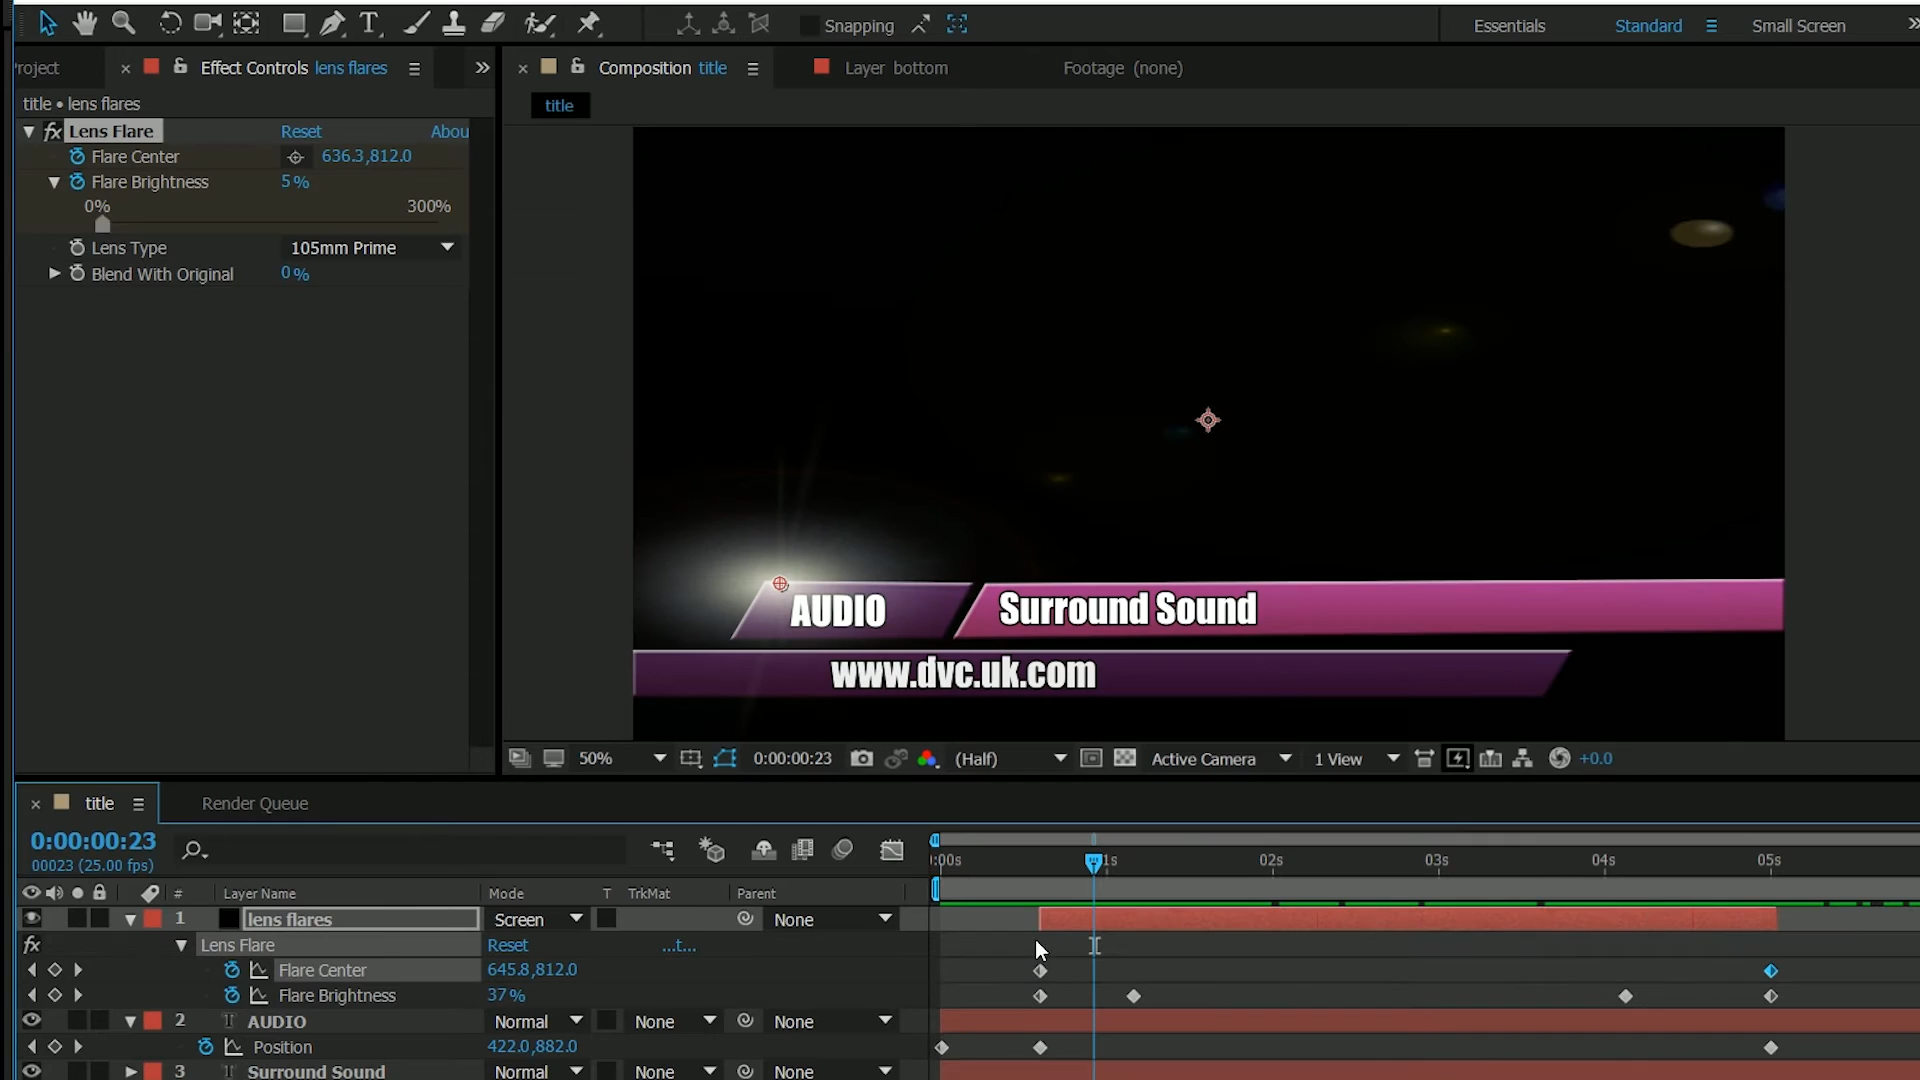 Snapping
Essentials
Standard
Small Screen
roject
Effect Controls lens flares
Composition title
Layer bottom
Footage (none)
title • lens flares
title
fx Lens Flare
Reset
Abou
Flare Center
636.3,812.0
Flare Brightness
5 %
0%
300%
Lens Type
105mm Prime
Blend With Original
0 %
AUDIO
Surround Sound
www.dvc.uk.com
50%
0:00:00:23
(Half)
Active Camera
1 View
+0.0
title
Render Queue
0:00:00:23
00023 (25.00 fps)
:00s
1s
02s
03s
04s
05s
#
Layer Name
Mode
T
TrkMat
Parent
1
lens flares
Screen
None
fx
Lens Flare
Reset
...t...
Flare Center
645.8,812.0
Flare Brightness
37 %
2
T
AUDIO
Normal
None
None
Position
422.0,882.0
3
T
Surround Sound
Normal
None
None